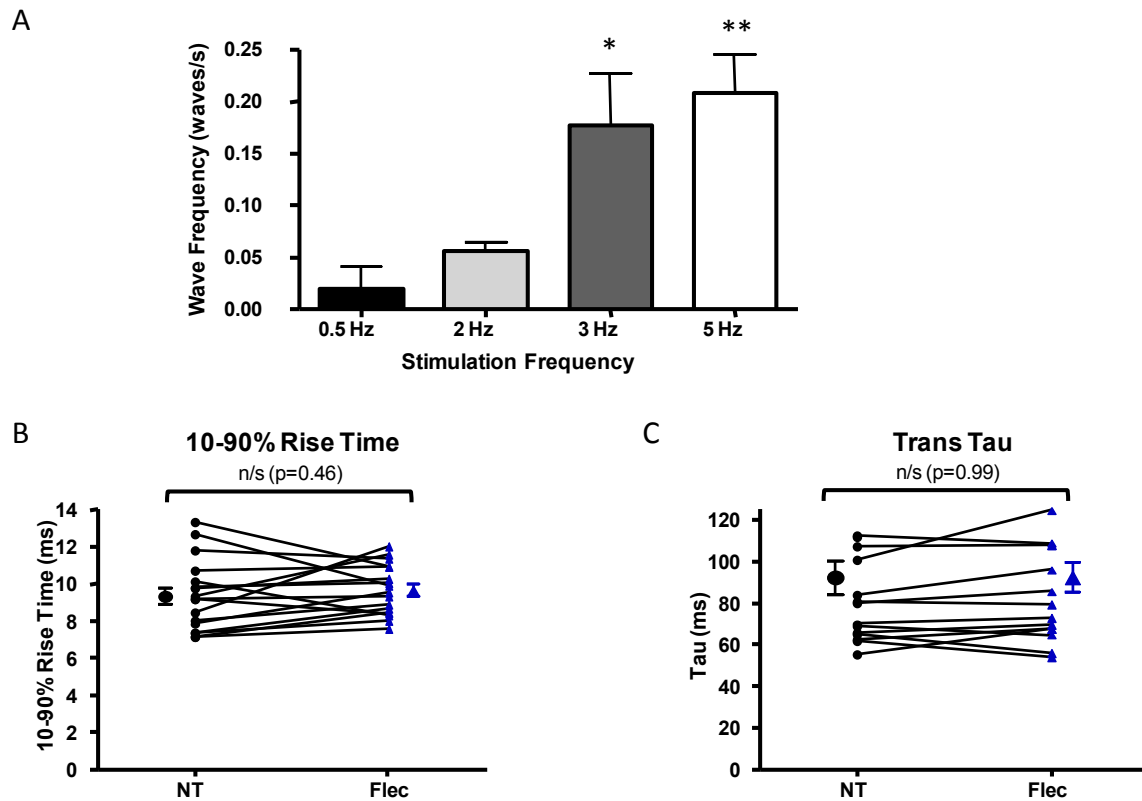 A
Wave Frequency (waves/s)
0.25
0.20
0.15
0.10
0.05
0.00
*
**
0.5 Hz 2 Hz 3 Hz 5 Hz
Stimulation Frequency
B
10-90% Rise Time
n/s (p=0.46)
10-90% Rise Time (ms)
14
12
10
8
6
4
2
0
NT Flec
C
Trans Tau
n/s (p=0.99)
Tau (ms)
120
100
80
60
40
20
0
NT Flec